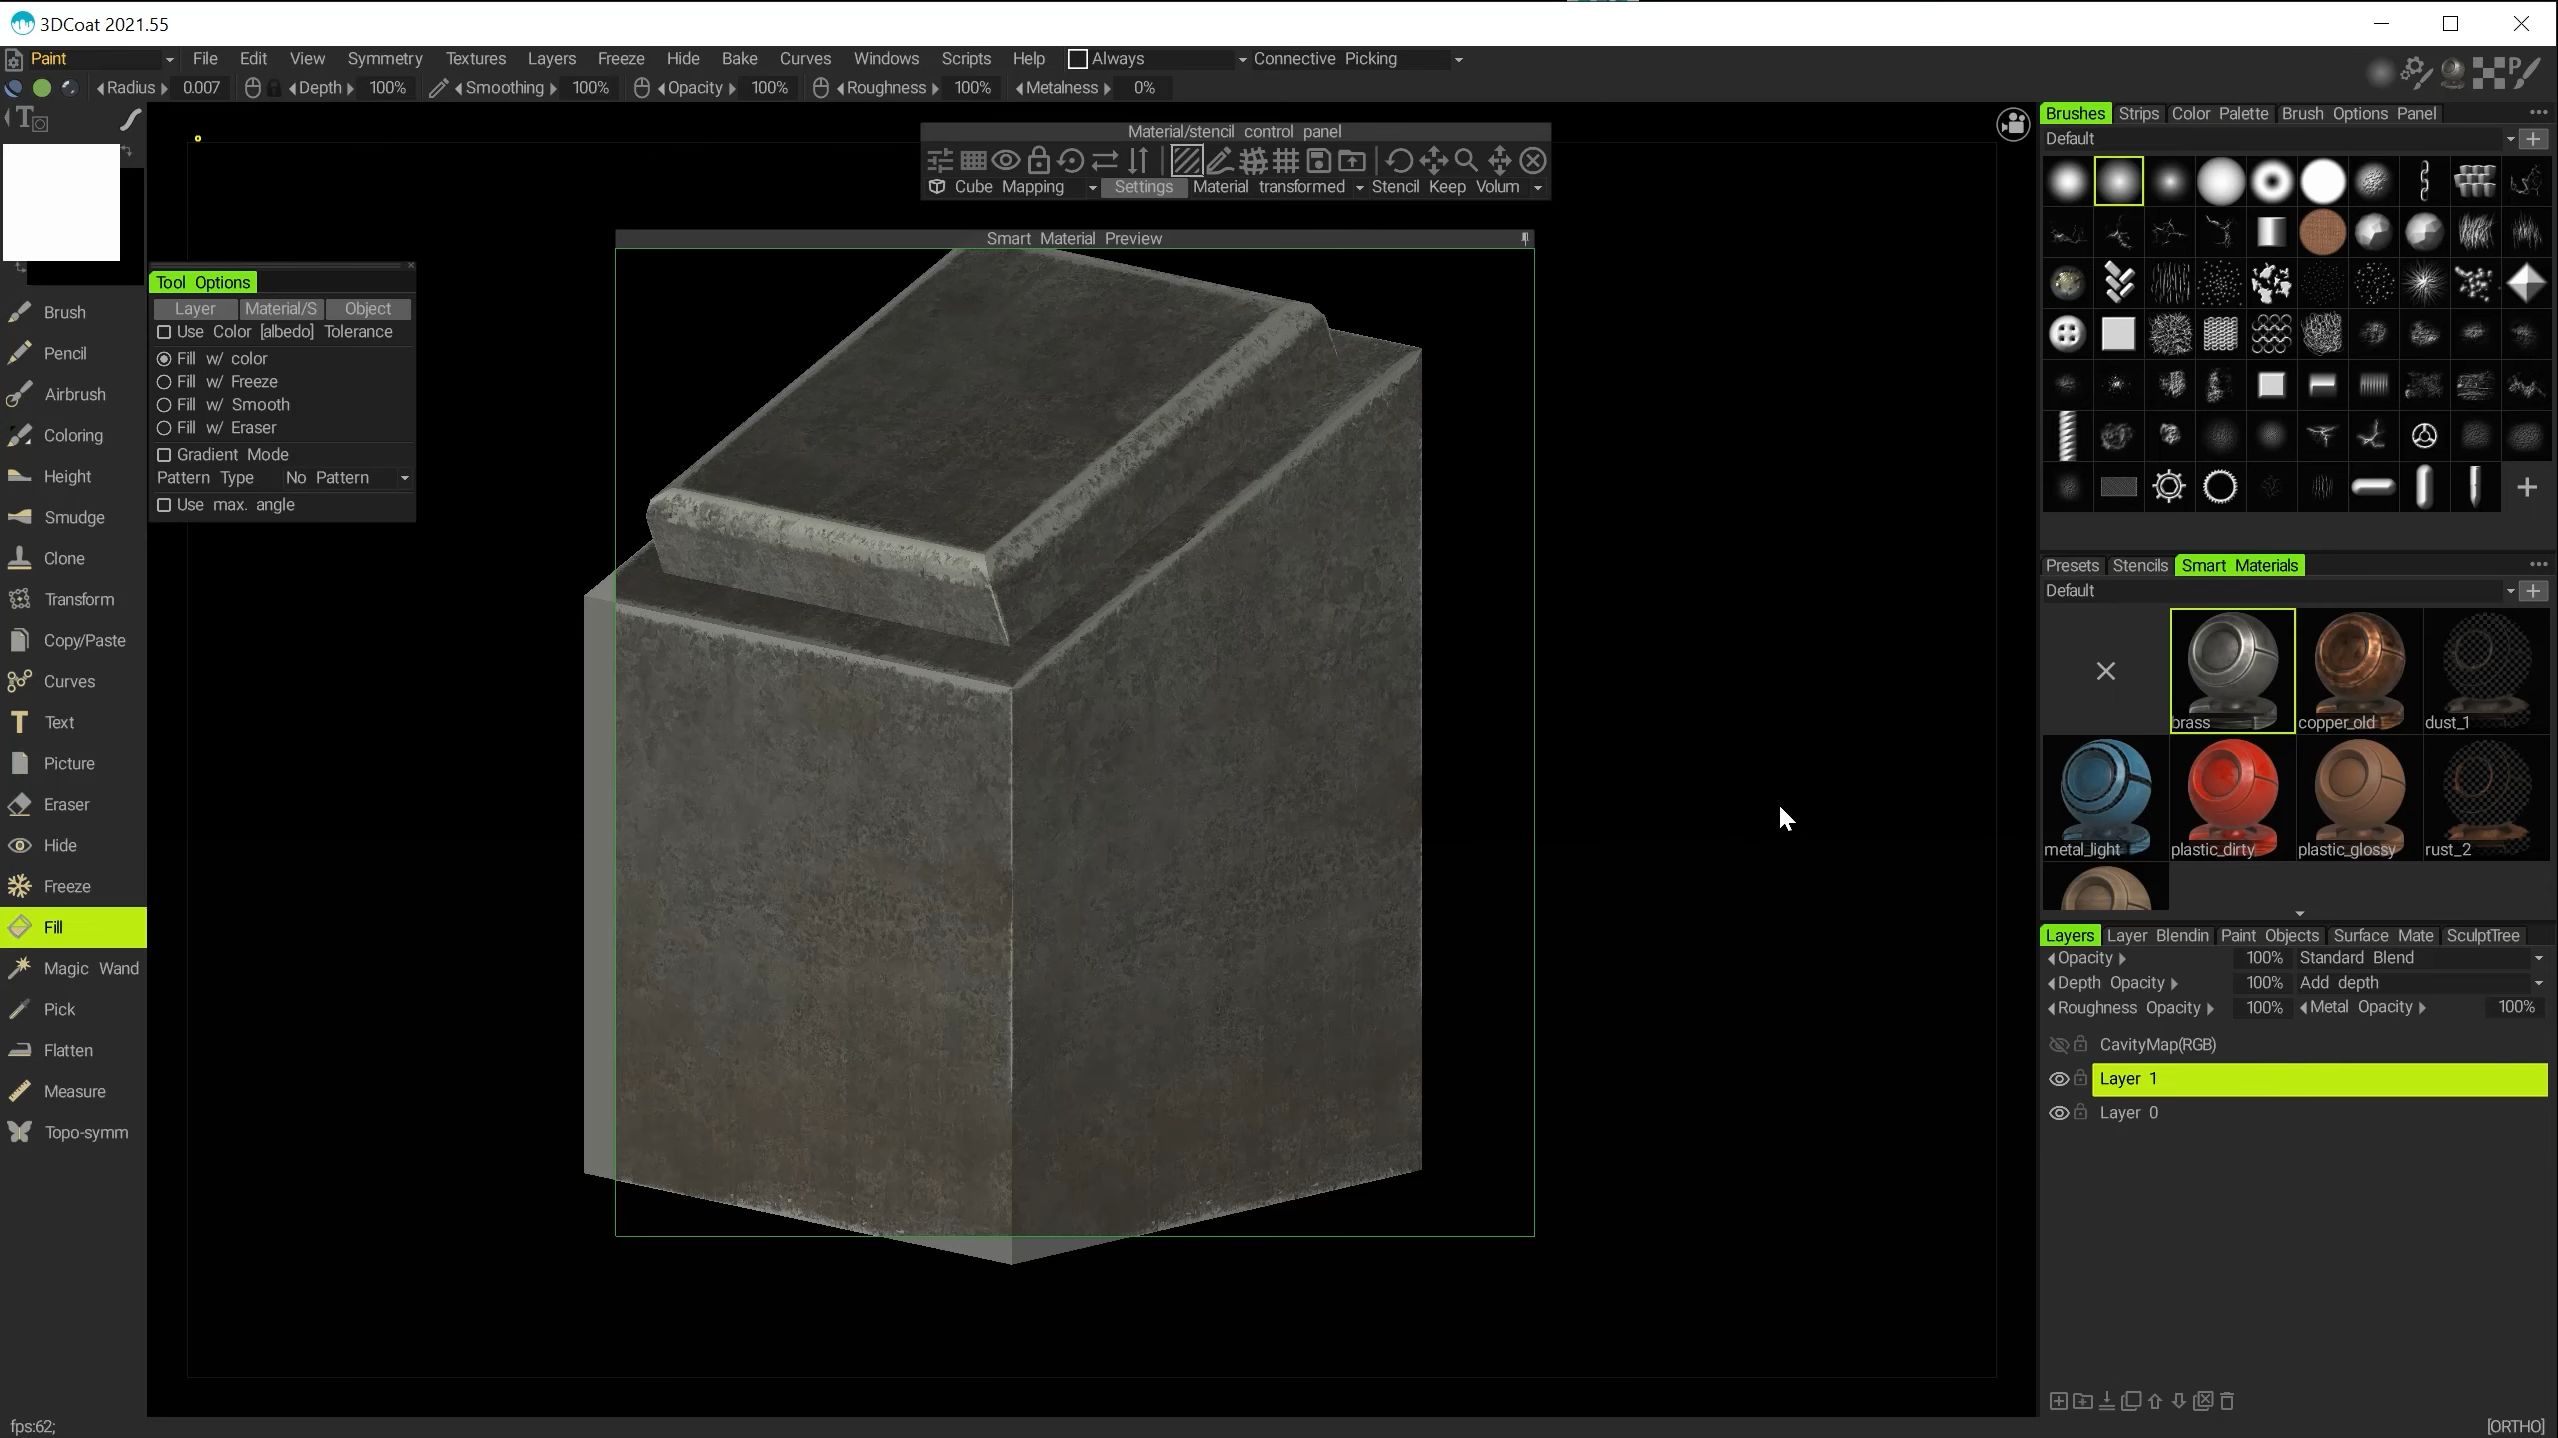 3DCoat 2021.55
Paint File Edit View Symmetry Textures Layers Freeze Hide Bake Curves Windows Scripts Help Always Connective Picking
Radius 0.007 Depth 100% Smoothing 100% Opacity 100% Roughness 100% Metalness 0%
Material/stencil control panel
Cube Mapping Settings Material transformed Stencil Keep Volum
Smart Material Preview
Tool Options
Layer Material/S Object
Use Color [albedo] Tolerance
Fill w/ color
Fill w/ Freeze
Fill w/ Smooth
Fill w/ Eraser
Gradient Mode
Pattern Type No Pattern
Use max. angle
Brush
Pencil
Airbrush
Coloring
Height
Smudge
Clone
Transform
Copy/Paste
Curves
Text
Picture
Eraser
Hide
Freeze
Fill
Magic Wand
Pick
Flatten
Measure
Topo-symm
fps:62;
Brushes Strips Color Palette Brush Options Panel
Default
Presets Stencils Smart Materials
Default
brass copper_old dust_1
metal_light plastic_dirty plastic_glossy rust_2
Layers Layer Blendin Paint Objects Surface Mate SculptTree
Opacity 100% Standard Blend
Depth Opacity 100% Add depth
Roughness Opacity 100% Metal Opacity 100%
CavityMap(RGB)
Layer 1
Layer 0
[ORTHO]